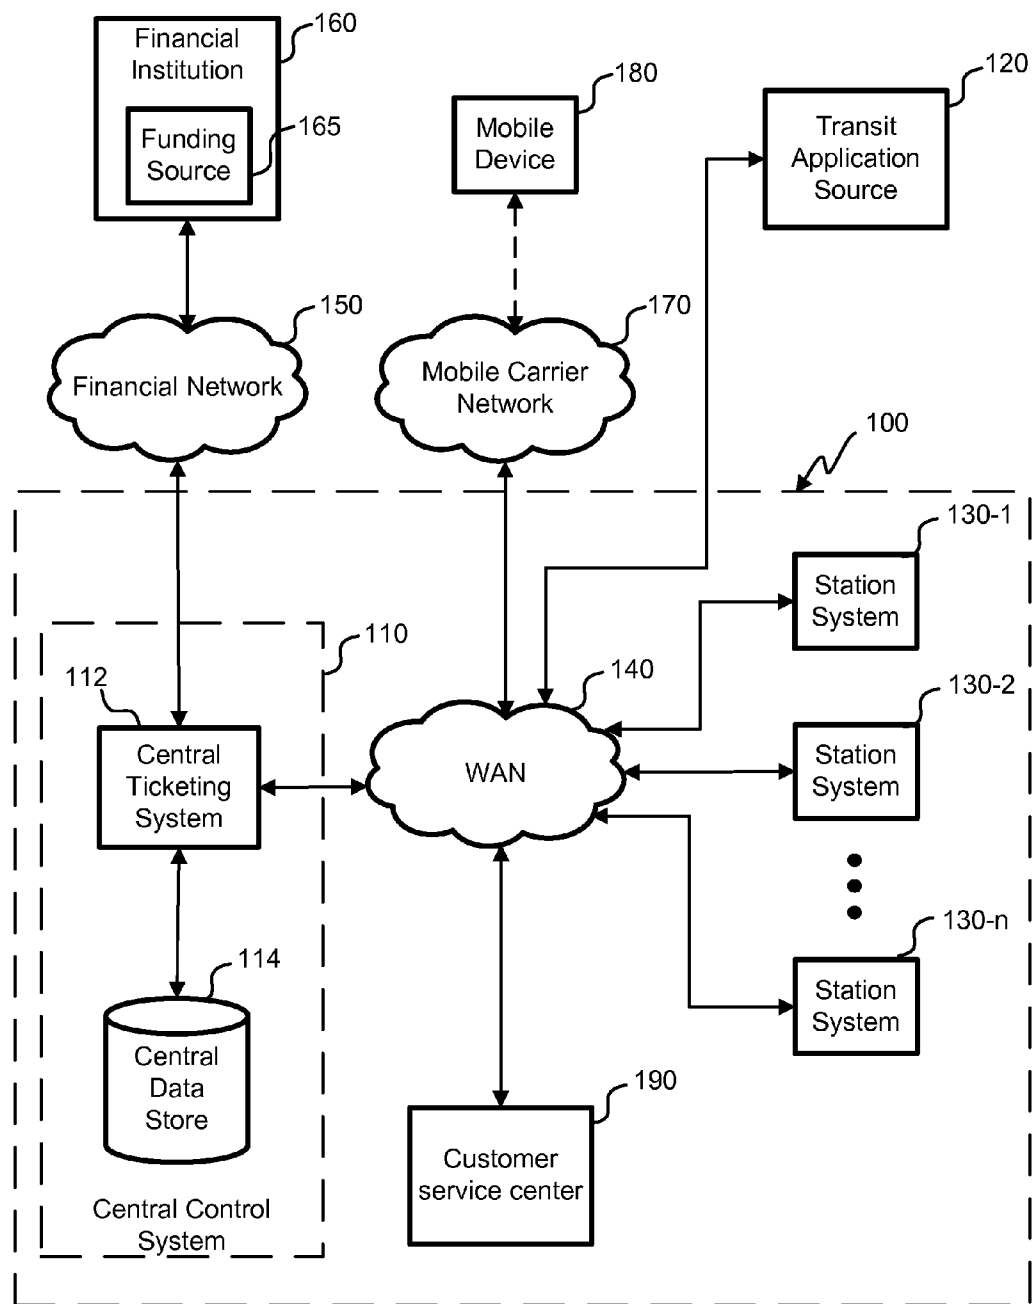 160
Financial
Institution
165
Funding
Source
180
Mobile
Device
120
Transit
Application
Source
150
Financial Network
170
Mobile Carrier
Network
100
130-1
Station
System
110
112
Central
Ticketing
System
140
WAN
130-2
Station
System
130-n
Station
System
114
Central
Data
Store
190
Customer
service center
Central Control
System